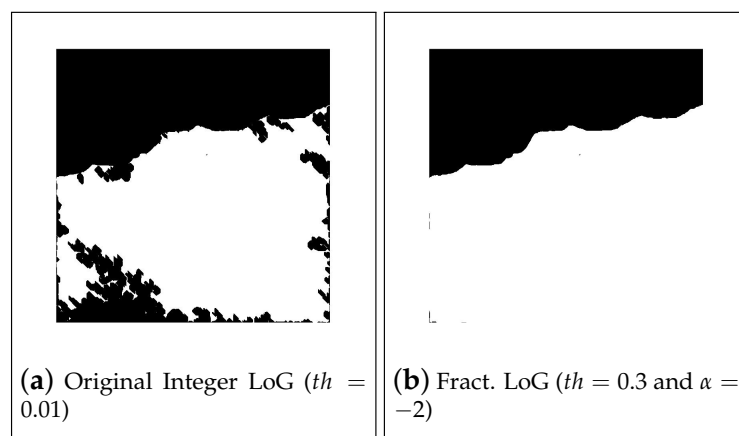 (a) Original Integer LoG (th =
0.01)
(b) Fract. LoG (th = 0.3 and α =
−2)